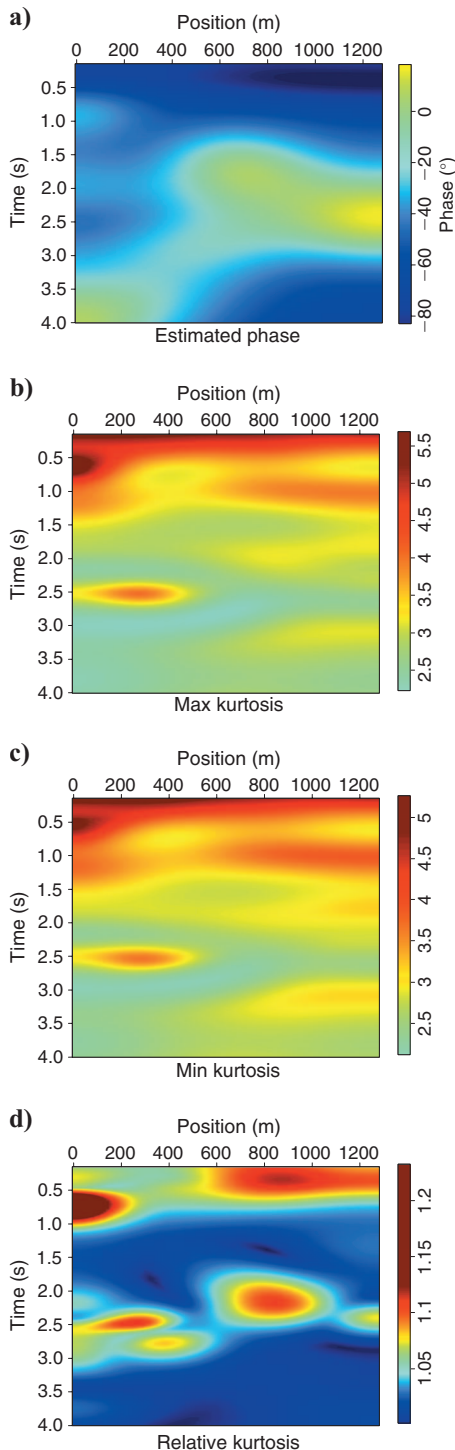 a)
Position (m)
0 200 400 600 800 1000 1200
0.5
1.0
1.5
2.0
2.5
3.0
3.5
4.0
Time (s)
Estimated phase
0
−20
−40
−60
−80
Phase (°)
b)
Position (m)
0 200 400 600 800 1000 1200
0.5
1.0
1.5
2.0
2.5
3.0
3.5
4.0
Time (s)
Max kurtosis
5.5
5
4.5
4
3.5
3
2.5
c)
Position (m)
0 200 400 600 800 1000 1200
0.5
1.0
1.5
2.0
2.5
3.0
3.5
4.0
Time (s)
Min kurtosis
5
4.5
4
3.5
3
2.5
d)
Position (m)
0 200 400 600 800 1000 1200
0.5
1.0
1.5
2.0
2.5
3.0
3.5
4.0
Time (s)
Relative kurtosis
1.2
1.15
1.10
1.05